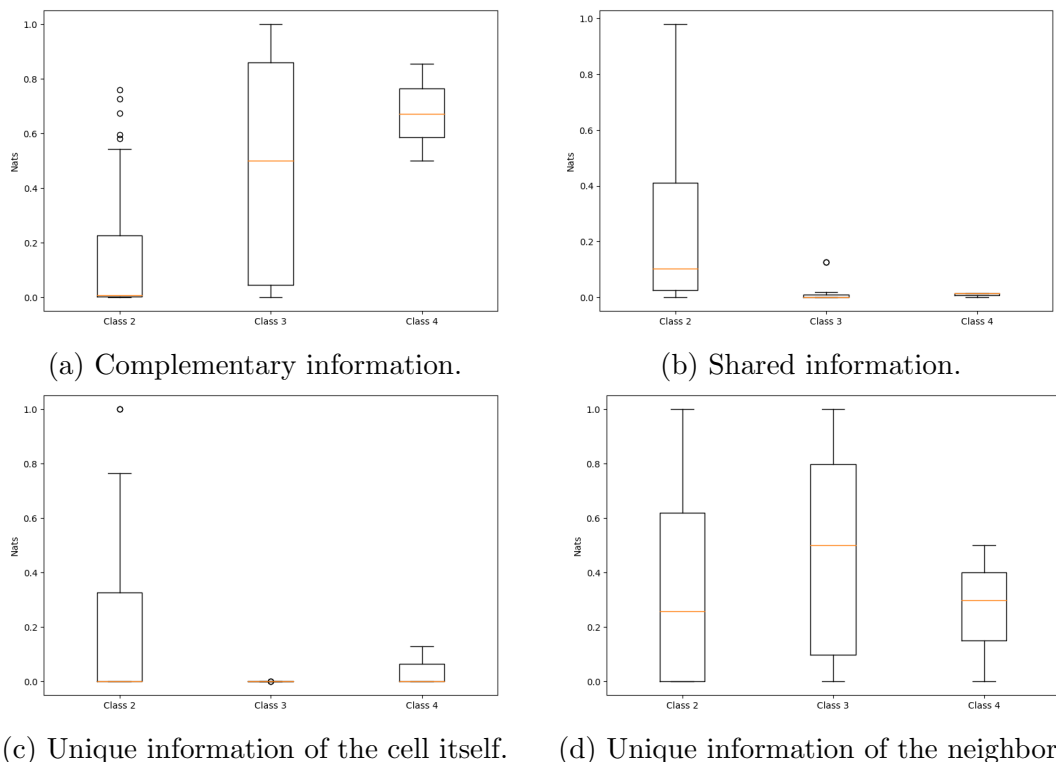 1.0
0.8
0.6
0.4
0.2
0.0
Nats
Class 2 Class 3 Class 4
(a) Complementary information.
1.0
0.8
0.6
0.4
0.2
0.0
Nats
Class 2 Class 3 Class 4
(b) Shared information.
1.0
0.8
0.6
0.4
0.2
0.0
Nats
Class 2 Class 3 Class 4
(c) Unique information of the cell itself.
1.0
0.8
0.6
0.4
0.2
0.0
Nats
Class 2 Class 3 Class 4
(d) Unique information of the neighbor